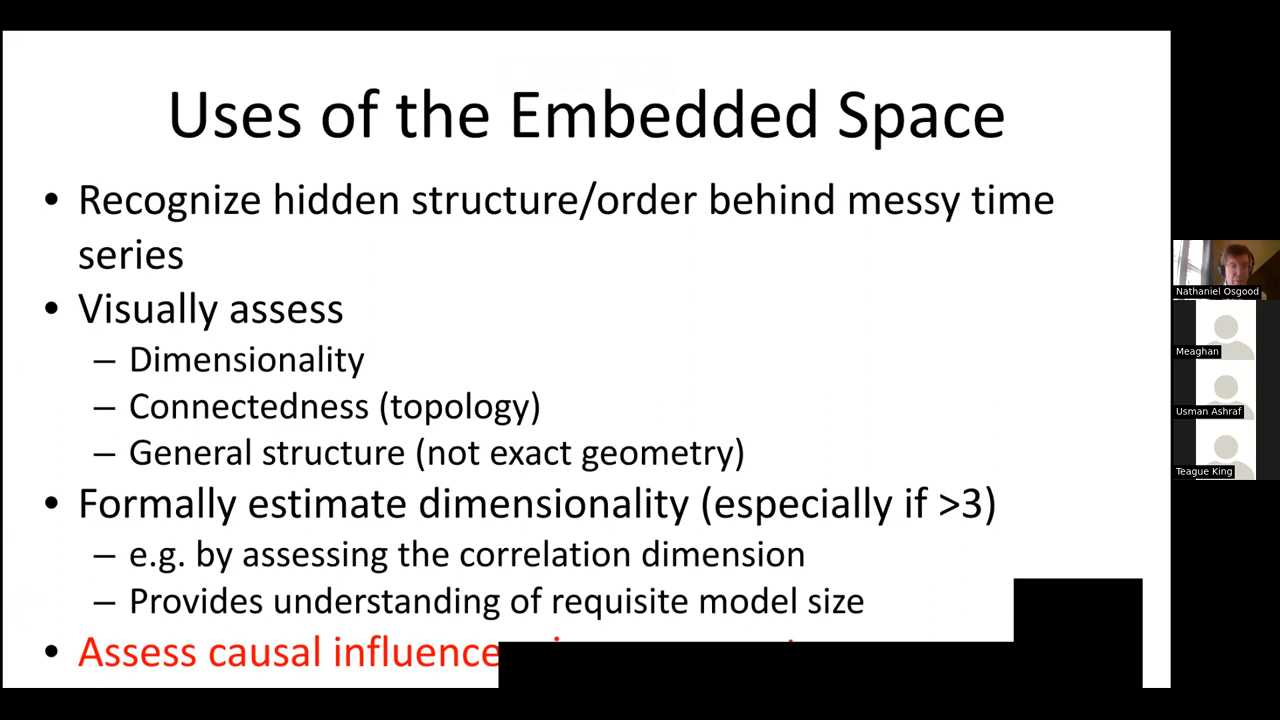 Uses of the Embedded Space
• Recognize hidden structure/order behind messy time
series
• Visually assess
– Dimensionality
– Connectedness (topology)
– General structure (not exact geometry)
• Formally estimate dimensionality (especially if >3)
– e.g. by assessing the correlation dimension
– Provides understanding of requisite model size
• Assess causal influence
Nathaniel Osgood
Meaghan
Usman Ashraf
Teague King